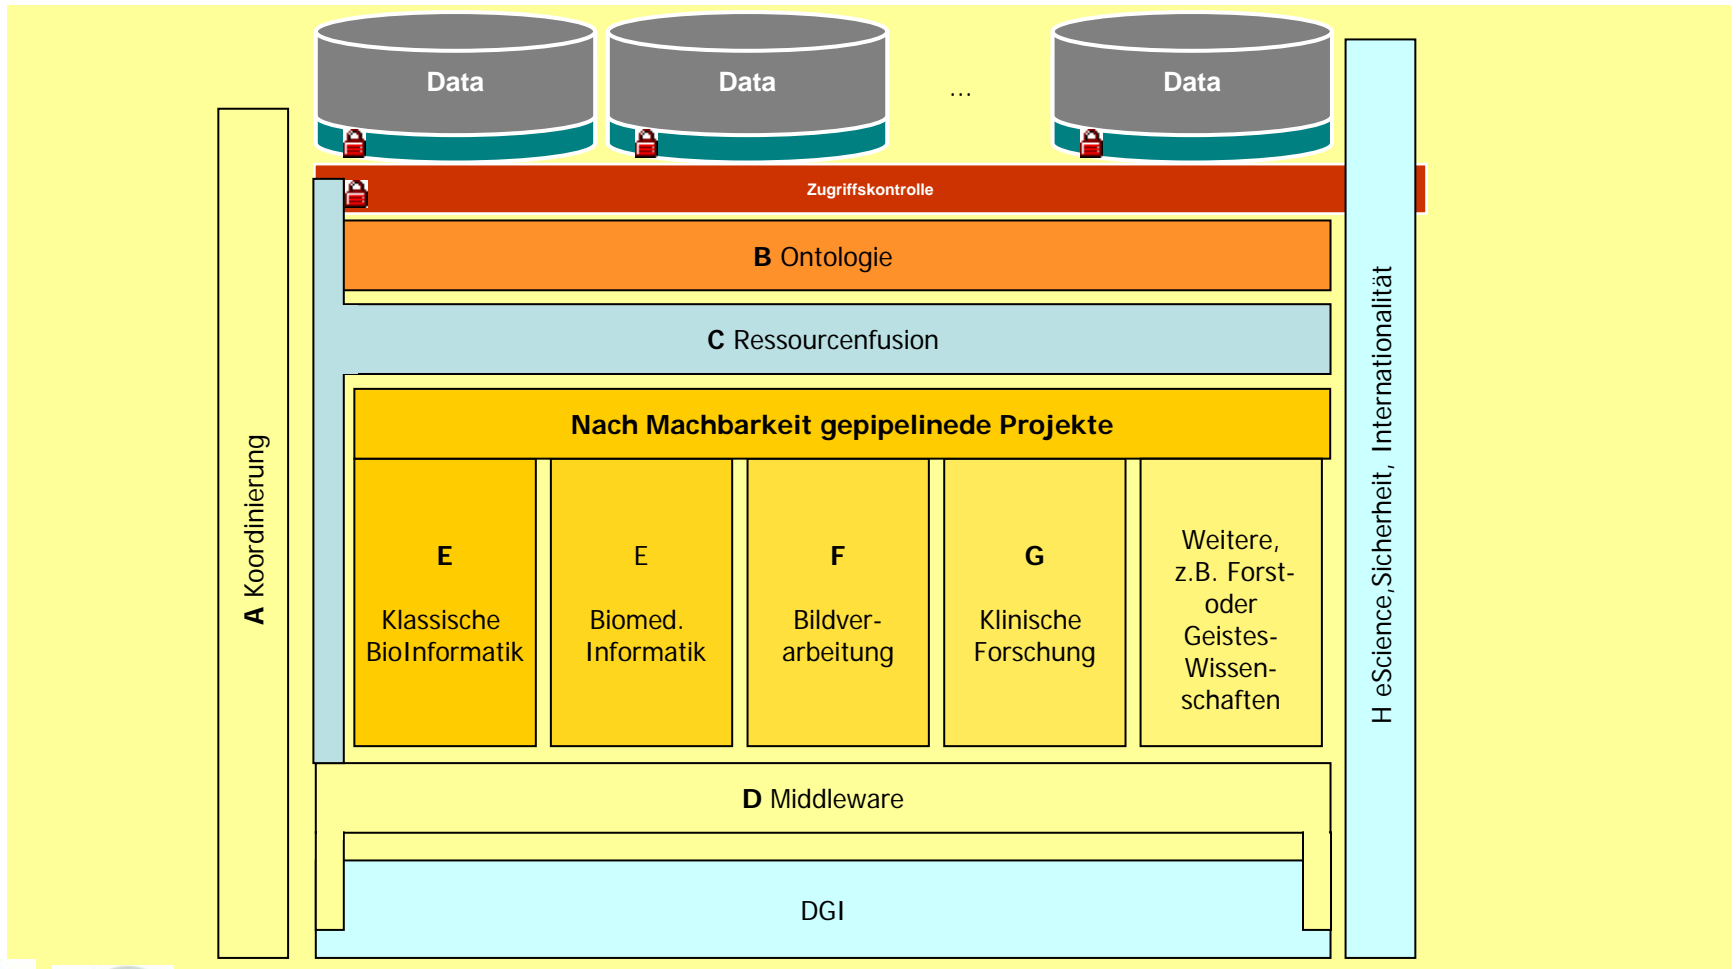 Data
Data
...
Data
Zugriffskontrolle
B Ontologie
C Ressourcenfusion
Nach Machbarkeit gepipelinede Projekte
A Koordinierung
E
Klassische
BioInformatik
E
Biomed.
Informatik
F
Bildver-
arbeitung
G
Klinische
Forschung
Weitere,
z.B. Forst-
oder
Geistes-
Wissen-
schaften
H eScience,Sicherheit, Internationalität
D Middleware
DGI